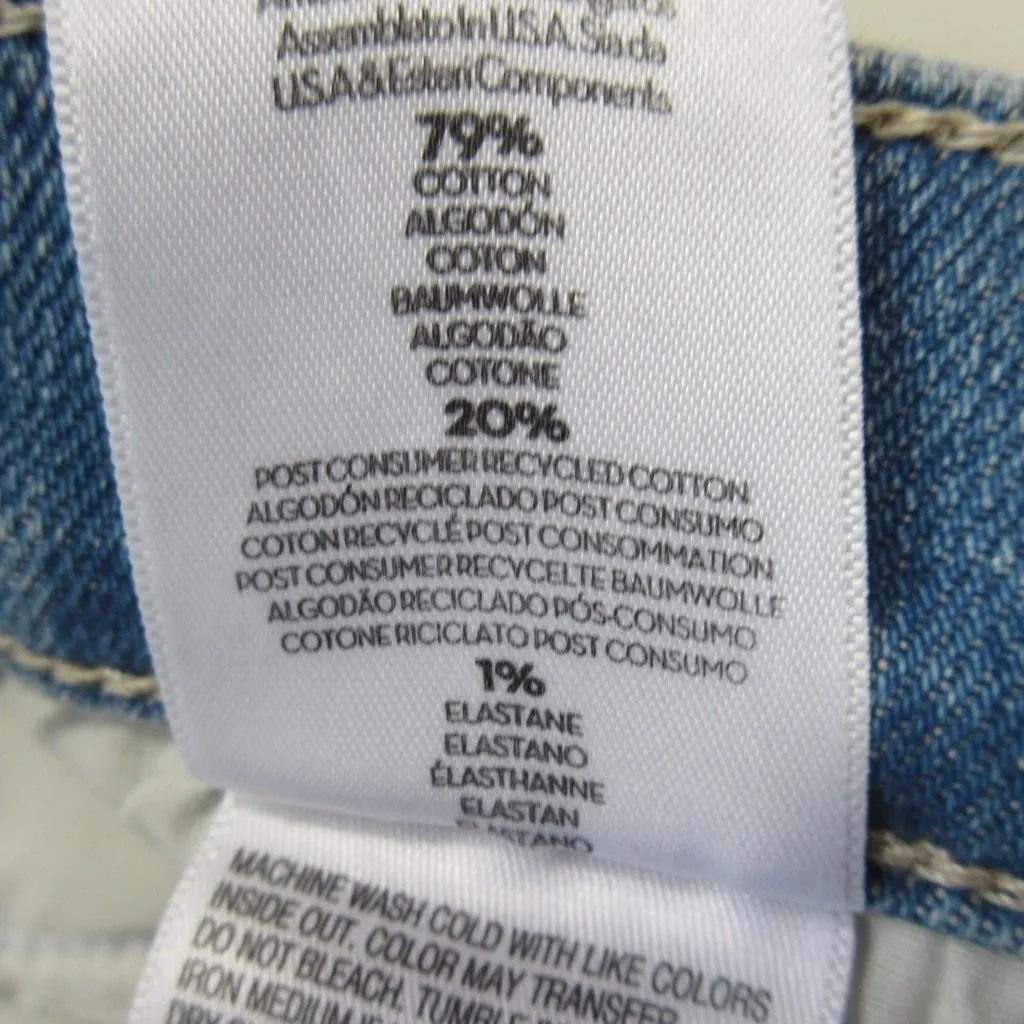 Assemblato In U.S.A. Sia da
U.S.A & Esteri Components
79%
COTTON
ALGODÓN
COTON
BAUMWOLLE
ALGODÃO
COTONE
20%
POST CONSUMER RECYCLED COTTON
ALGODÓN RECICLADO POST CONSUMO
COTON RECYCLÉ POST CONSOMMATION
POST CONSUMER RECYCELTE BAUMWOLLE
ALGODÃO RECICLADO PÓS-CONSUMO
COTONE RICICLATO POST CONSUMO
1%
ELASTANE
ELASTANO
ÉLASTHANNE
ELASTAN
ELASTANO
MACHINE WASH COLD WITH LIKE COLORS
INSIDE OUT. COLOR MAY TRANSFER.
DO NOT BLEACH. TUMBLE
IRON MEDIUM
DRY